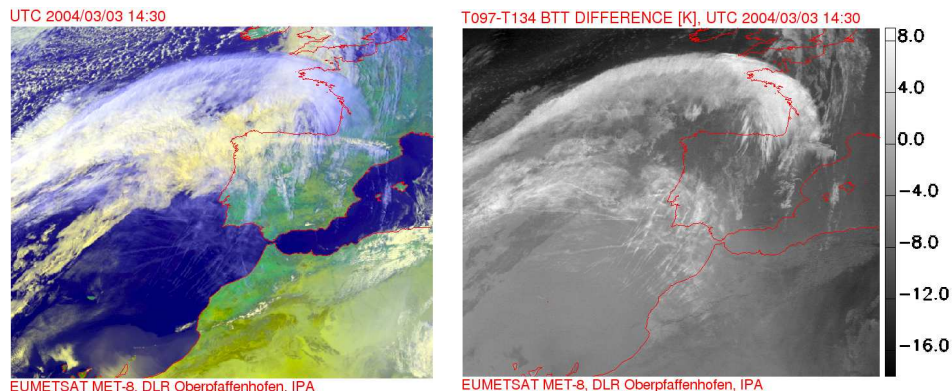 UTC 2004/03/03 14:30
EUMETSAT MET-8, DLR Oberpfaffenhofen, IPA
T097-T134 BTT DIFFERENCE [K], UTC 2004/03/03 14:30
8.0
4.0
0.0
−4.0
−8.0
−12.0
−16.0
EUMETSAT MET-8, DLR Oberpfaffenhofen, IPA